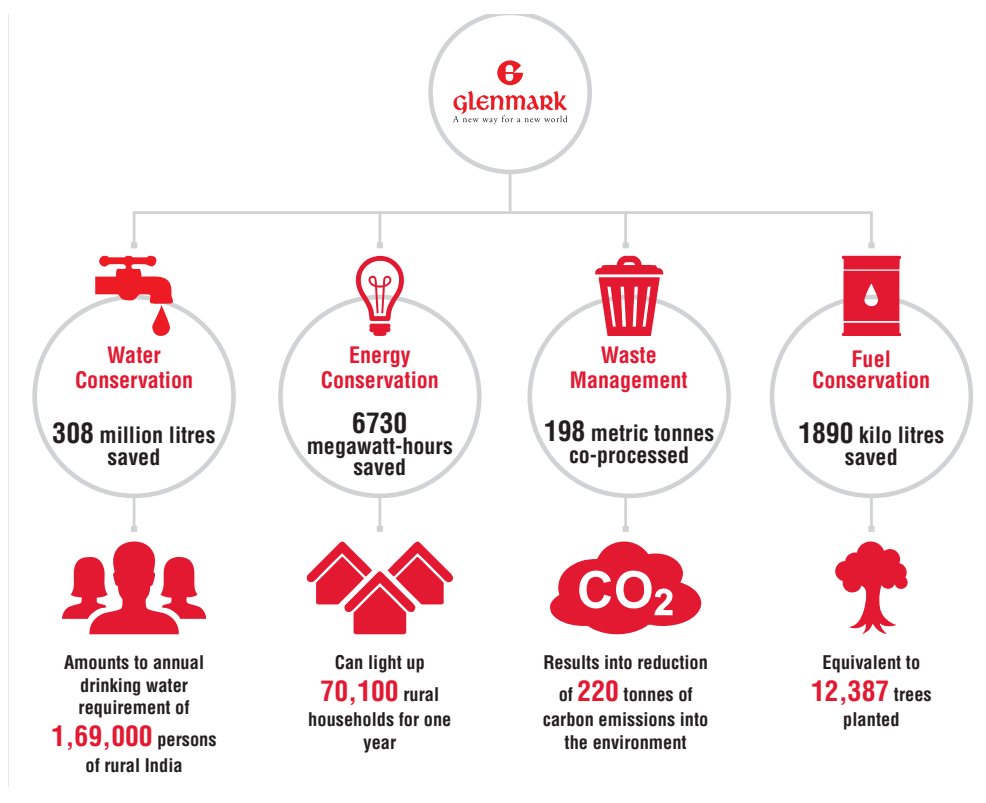 GLENMARK
A new way for a new world
Water
Conservation
308 million litres
saved
Energy
Conservation
6730
megawatt-hours
saved
Waste
Management
198 metric tonnes
co-processed
Fuel
Conservation
1890 kilo litres
saved
Amounts to annual
drinking water
requirement of
1,69,000 persons
of rural India
Can light up
70,100 rural
households for one
year
CO2
Results into reduction
of 220 tonnes of
carbon emissions into
the environment
Equivalent to
12,387 trees
planted